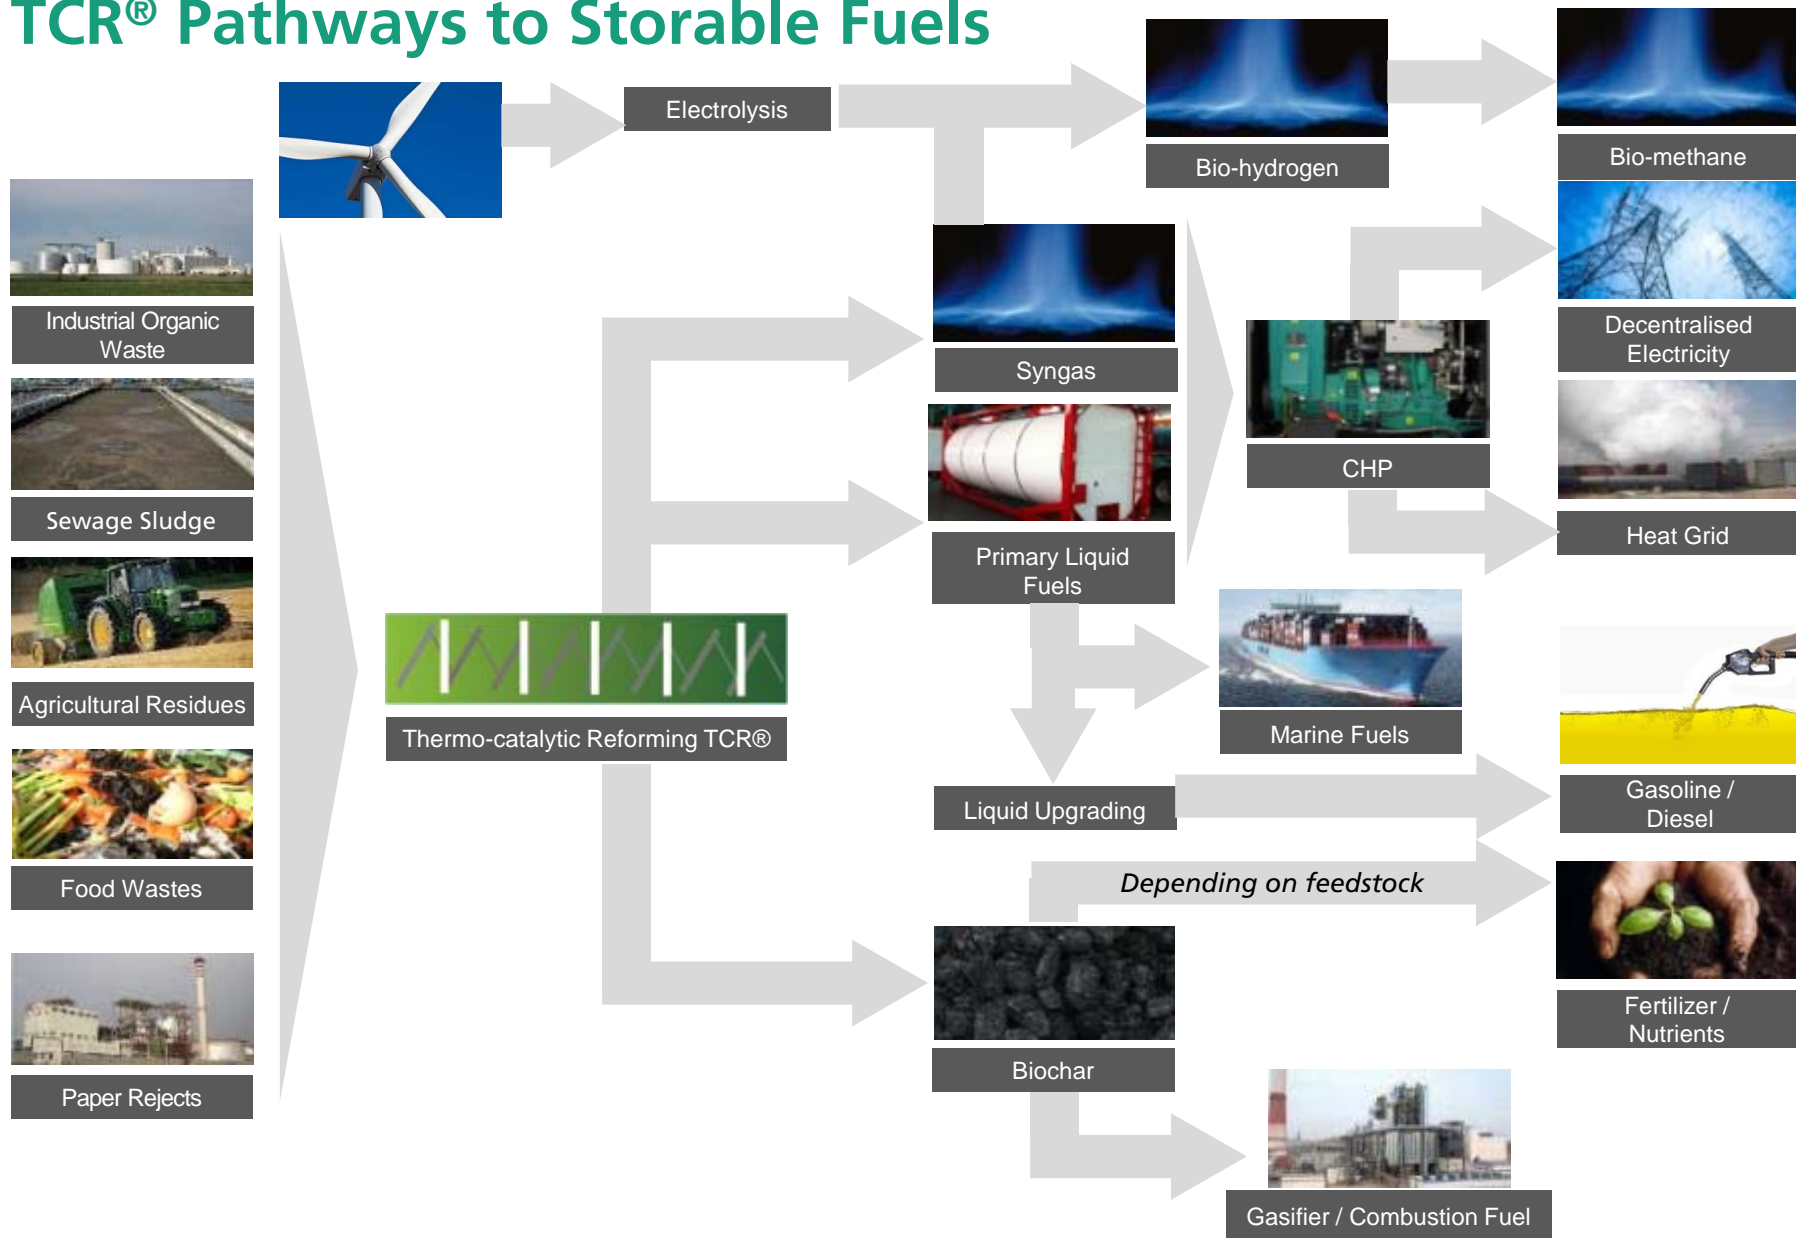 TCR® Pathways to Storable Fuels
Electrolysis
Bio-hydrogen
Bio-methane
Industrial Organic
Waste
Syngas
Decentralised
Electricity
CHP
Sewage Sludge
Primary Liquid
Fuels
Heat Grid
Agricultural Residues
Thermo-catalytic Reforming TCR®
Marine Fuels
Liquid Upgrading
Gasoline /
Diesel
Food Wastes
Depending on feedstock
Fertilizer /
Nutrients
Biochar
Paper Rejects
Gasifier / Combustion Fuel